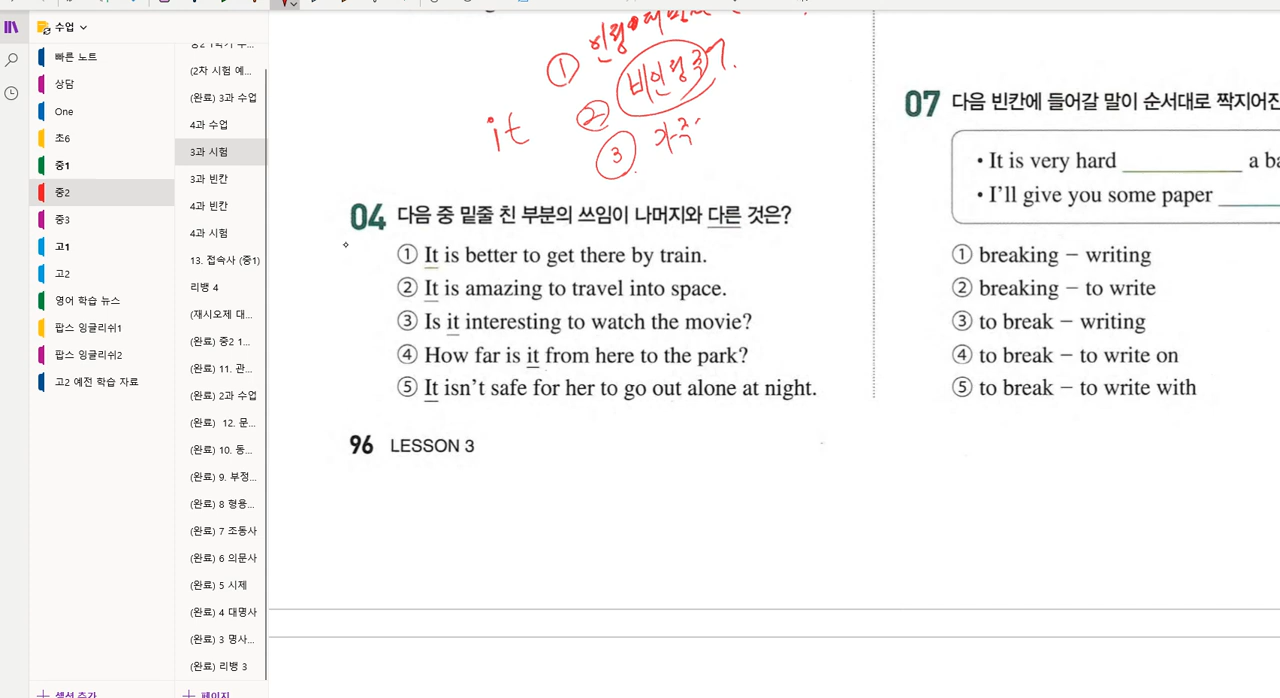 수업
빠른 노트
상담
One
초6
중1
중2
중3
고1
고2
영어 학습 뉴스
팝스 잉글리쉬1
팝스 잉글리쉬2
고2 예전 학습 자료
섹션 추가
(2차 시험 예...
(완료) 3과 수업
4과 수업
3과 시험
3과 빈칸
4과 빈칸
4과 시험
13. 접속사 (중1)
리뱅 4
(재시오제 대...
(완료) 중2 1...
(완료) 11. 관...
(완료) 2과 수업
(완료) 12. 문...
(완료) 10. 동...
(완료) 9. 부정...
(완료) 8 형용...
(완료) 7 조동사
(완료) 6 의문사
(완료) 5 시제
(완료) 4 대명사
(완료) 3 명사...
(완료) 리뱅 3
페이지
①
it ② 비인칭주어.
③ 가주
04 다음 중 밑줄 친 부분의 쓰임이 나머지와 다른 것은?
① It is better to get there by train.
② It is amazing to travel into space.
③ Is it interesting to watch the movie?
④ How far is it from here to the park?
⑤ It isn't safe for her to go out alone at night.
96 LESSON 3
07 다음 빈칸에 들어갈 말이 순서대로 짝지어진
• It is very hard ________ a ba
• I'll give you some paper ________
① breaking − writing
② breaking − to write
③ to break − writing
④ to break − to write on
⑤ to break − to write with